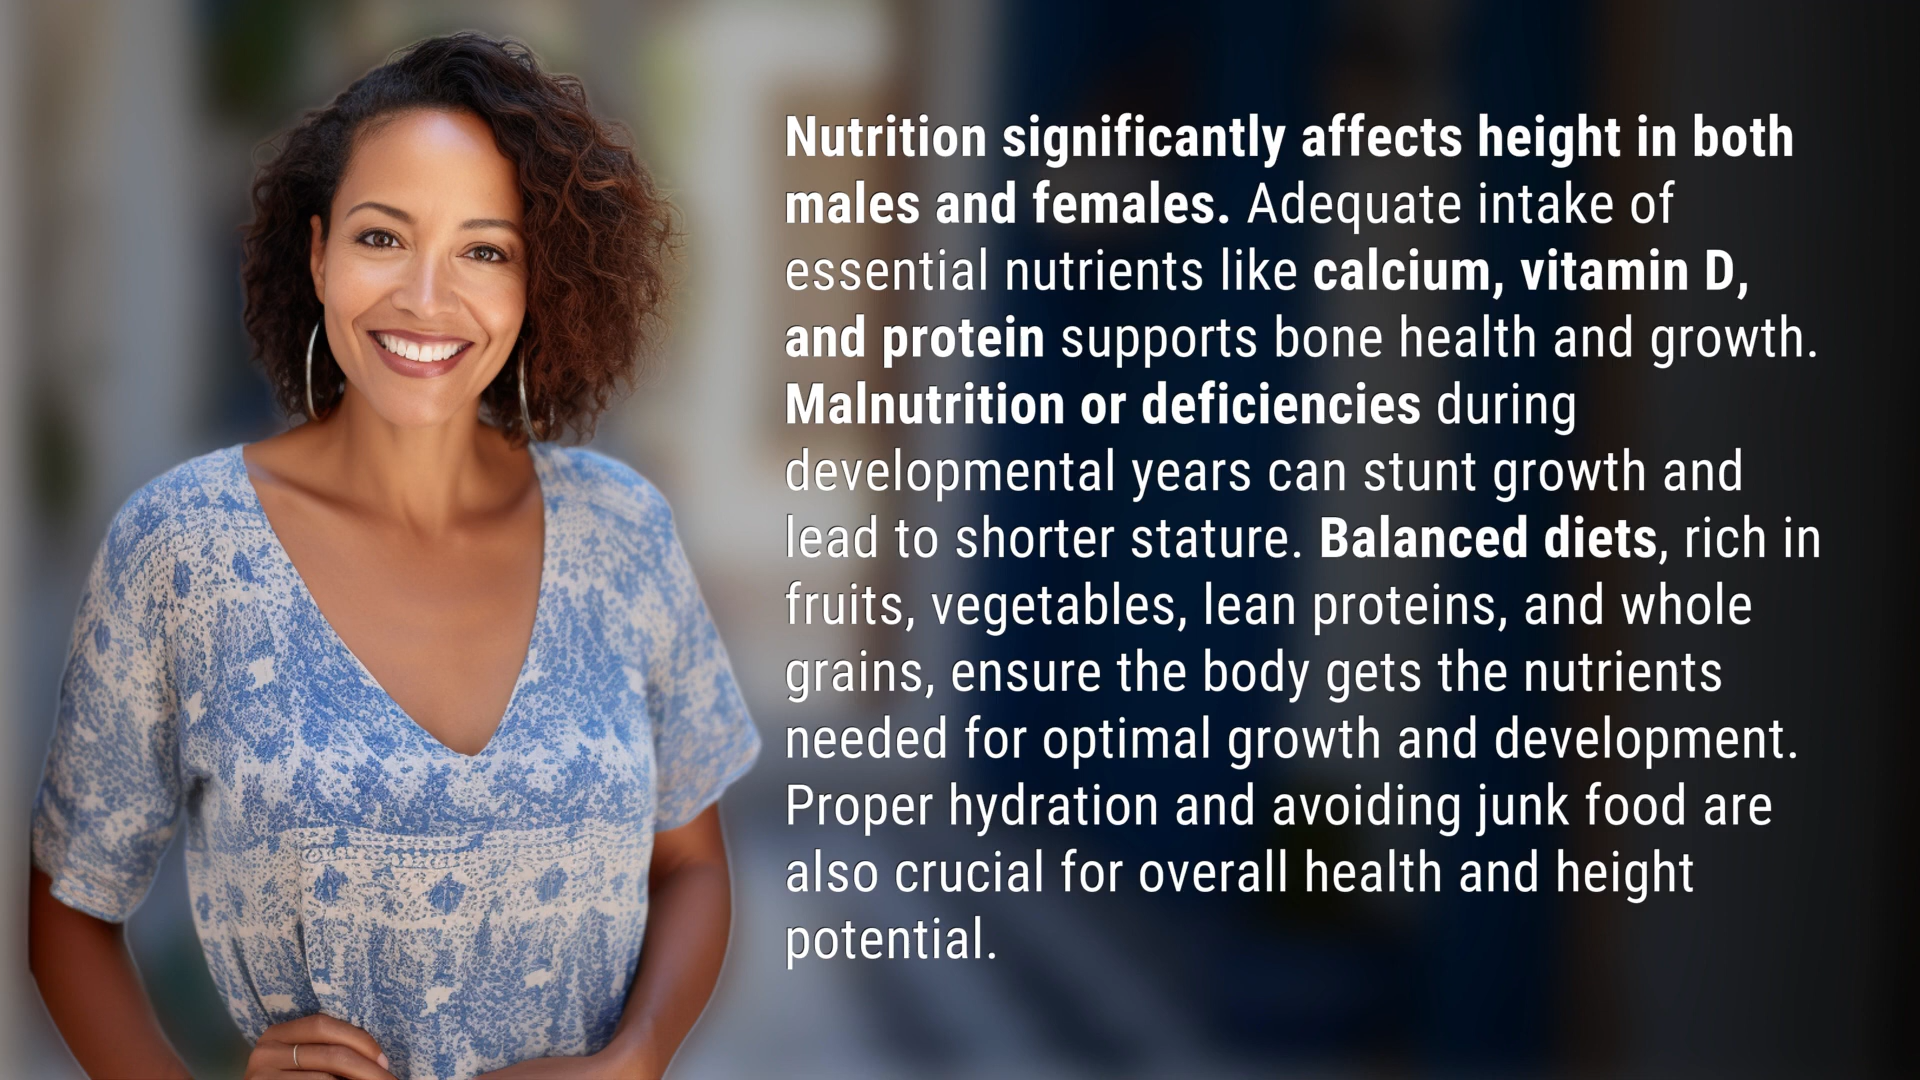 Nutrition significantly affects height in both
males and females. Adequate intake of
essential nutrients like calcium, vitamin D,
and protein supports bone health and growth.
Malnutrition or deficiencies during
developmental years can stunt growth and
lead to shorter stature. Balanced diets, rich in
fruits, vegetables, lean proteins, and whole
grains, ensure the body gets the nutrients
needed for optimal growth and development.
Proper hydration and avoiding junk food are
also crucial for overall health and height
potential.